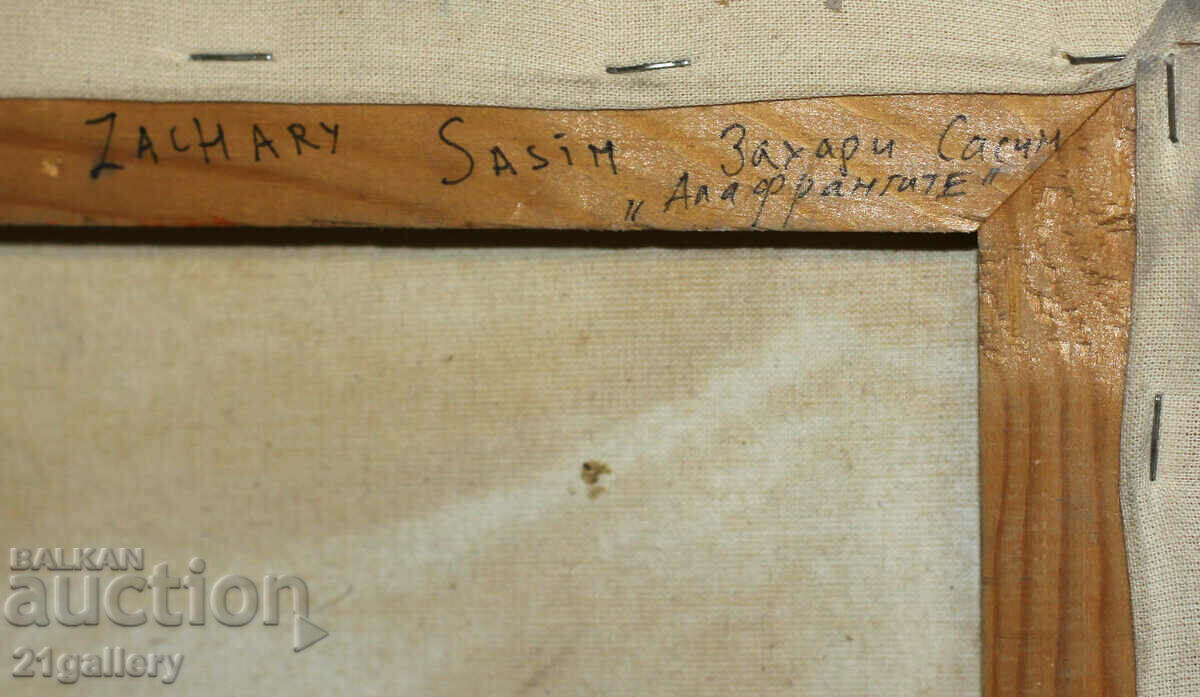 ZACHARY SASiM Захари Сасим
„Алафрангите"
BALKAN
auction
21gallery